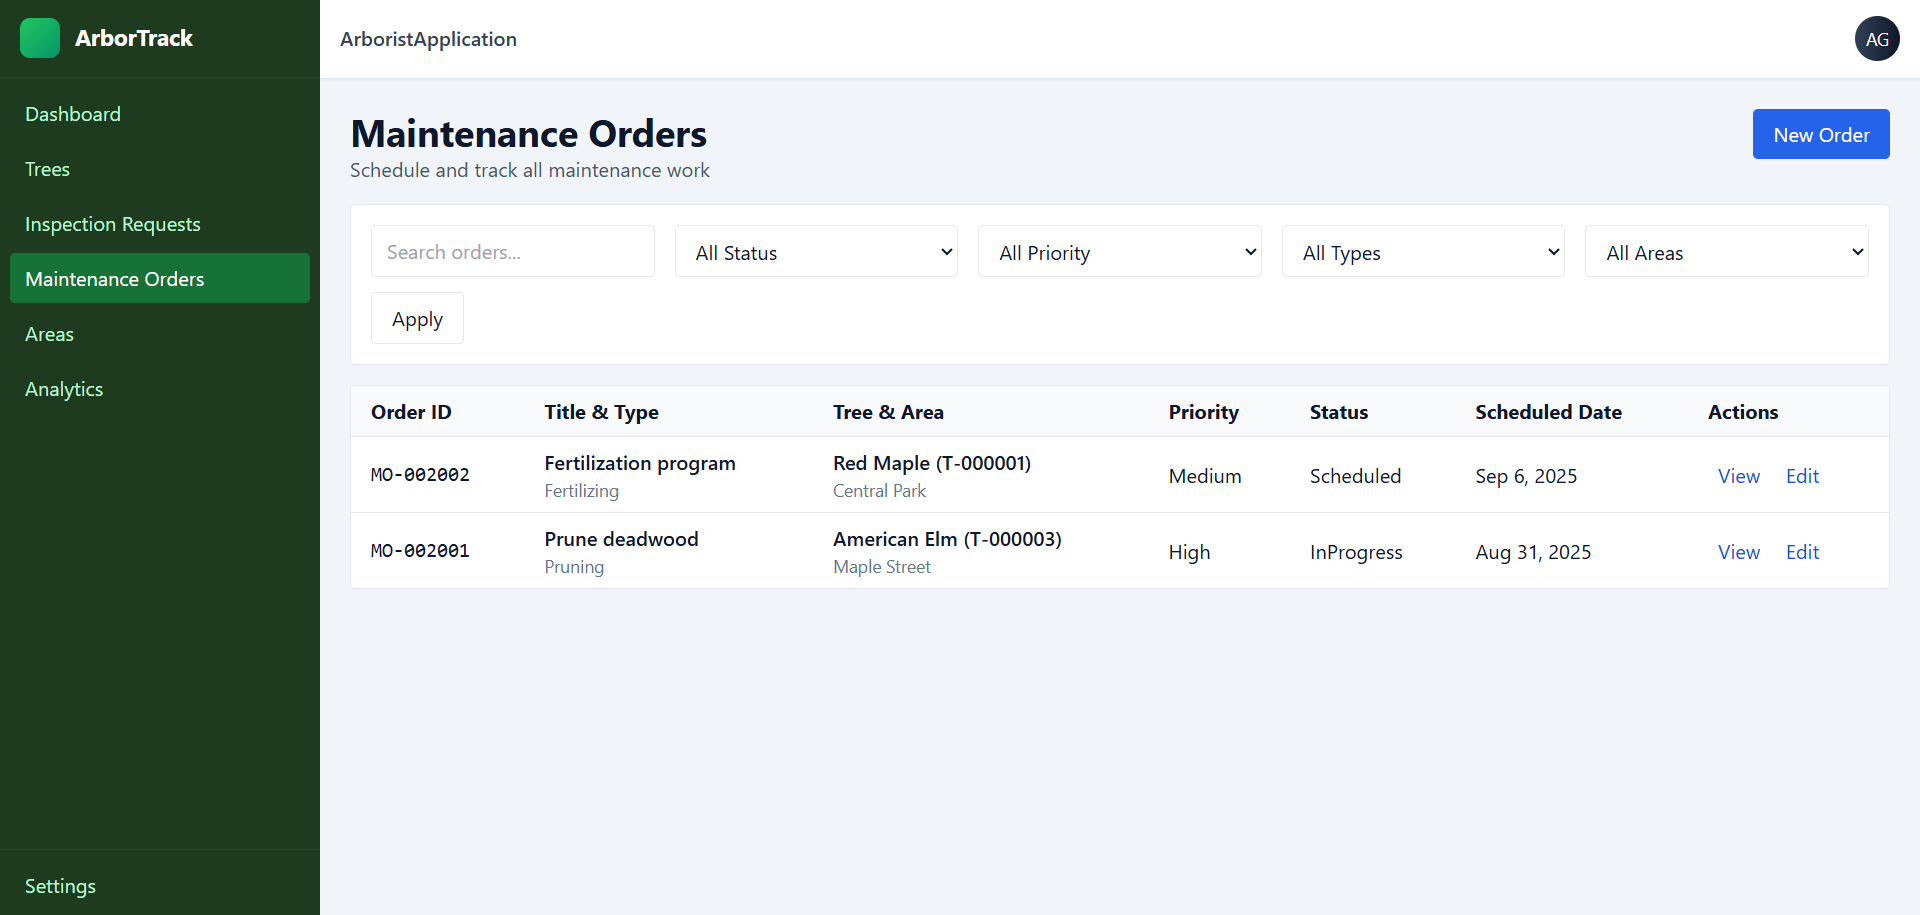 ArborTrack
Dashboard
Trees
Inspection Requests
Maintenance Orders
Areas
Analytics
Settings
ArboristApplication
AG
Maintenance Orders
Schedule and track all maintenance work
New Order
Search orders...
All Status
All Priority
All Types
All Areas
Apply
Order ID Title & Type Tree & Area Priority Status Scheduled Date Actions
MO-002002 Fertilization program Red Maple (T-000001) Medium Scheduled Sep 6, 2025 View Edit
Fertilizing Central Park
MO-002001 Prune deadwood American Elm (T-000003) High InProgress Aug 31, 2025 View Edit
Pruning Maple Street